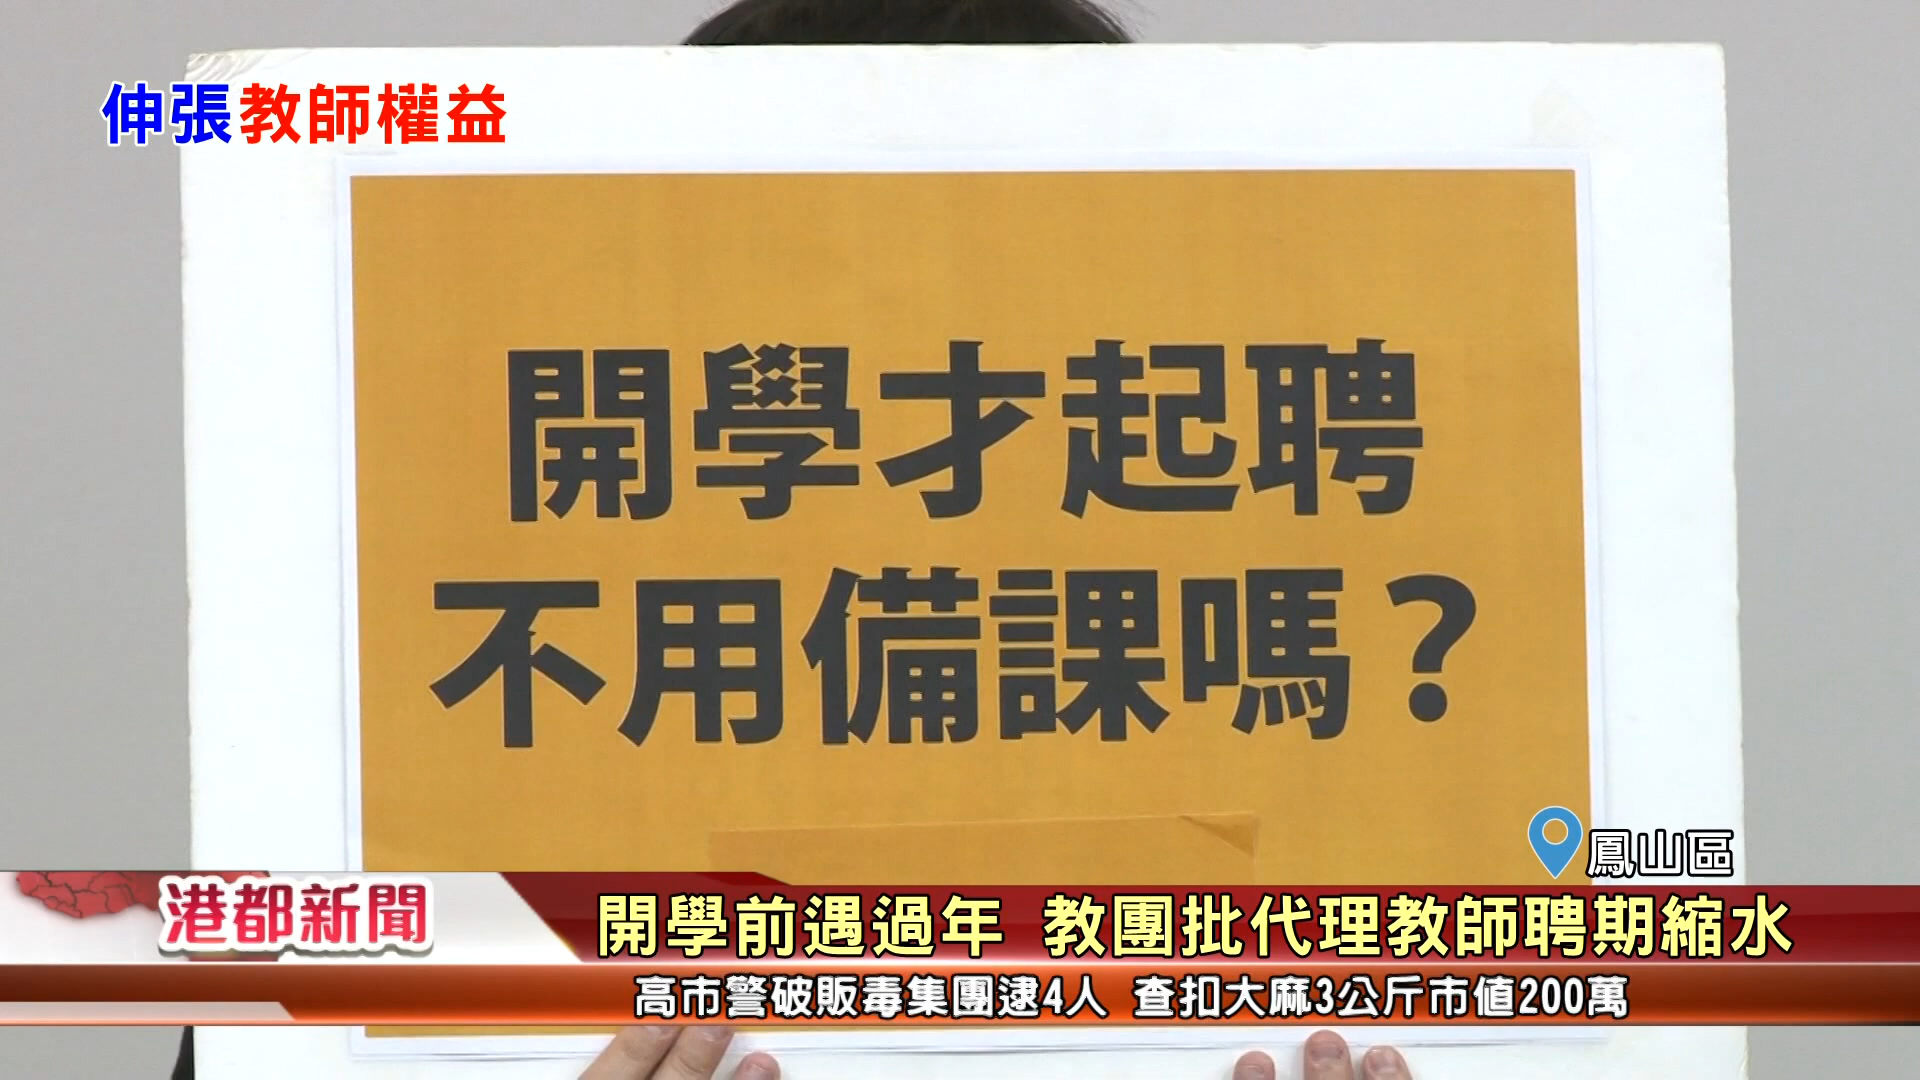 伸張教師權益
開學才起聘
不用備課嗎？
鳳山區
港都新聞
開學前遇過年 教團批代理教師聘期縮水
高市警破販毒集團逮4人 查扣大麻3公斤市值200萬